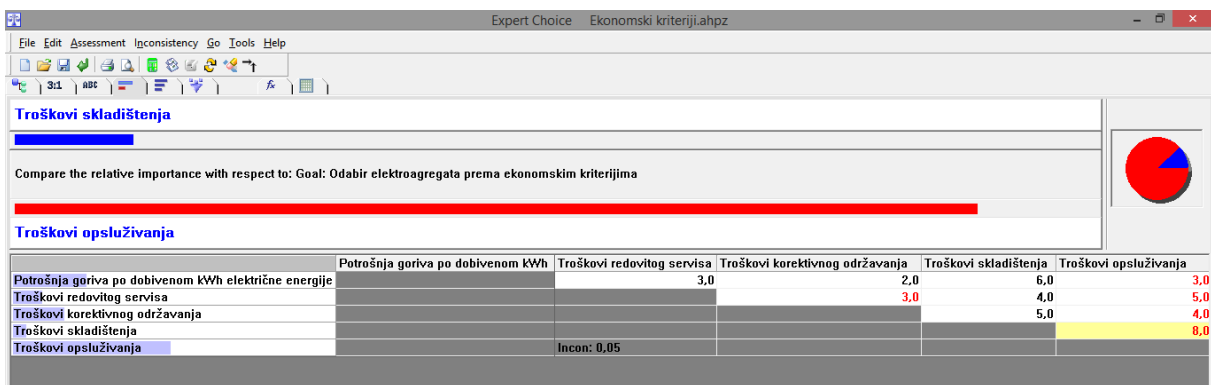 Expert Choice Ekonomski kriteriji.ahpz
File Edit Assessment Inconsistency Go Tools Help
3:1 ABC fx
Troškovi skladištenja
Compare the relative importance with respect to: Goal: Odabir elektroagregata prema ekonomskim kriterijima
Troškovi opsluživanja
Potrošnja goriva po dobivenom kWh Troškovi redovitog servisa Troškovi korektivnog održavanja Troškovi skladištenja Troškovi opsluživanja
Potrošnja goriva po dobivenom kWh električne energije 3,0 2,0 6,0 3,0
Troškovi redovitog servisa 3,0 4,0 5,0
Troškovi korektivnog održavanja 5,0 4,0
Troškovi skladištenja 8,0
Troškovi opsluživanja Incon: 0,05